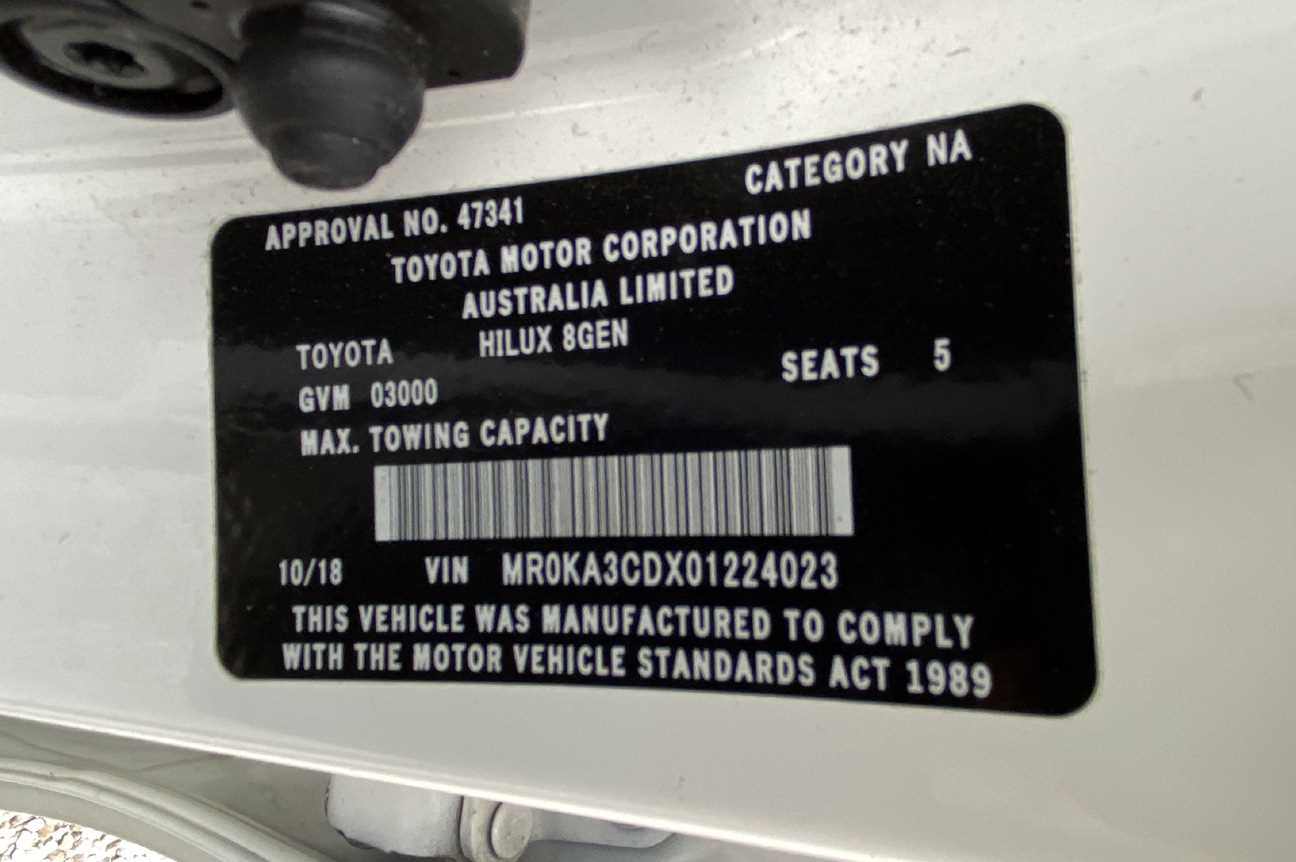 APPROVAL NO. 47341 CATEGORY NA
TOYOTA MOTOR CORPORATION
AUSTRALIA LIMITED
TOYOTA HILUX 8GEN
GVM 03000 SEATS 5
MAX. TOWING CAPACITY
10/18 VIN MR0KA3CDX01224023
THIS VEHICLE WAS MANUFACTURED TO COMPLY
WITH THE MOTOR VEHICLE STANDARDS ACT 1989